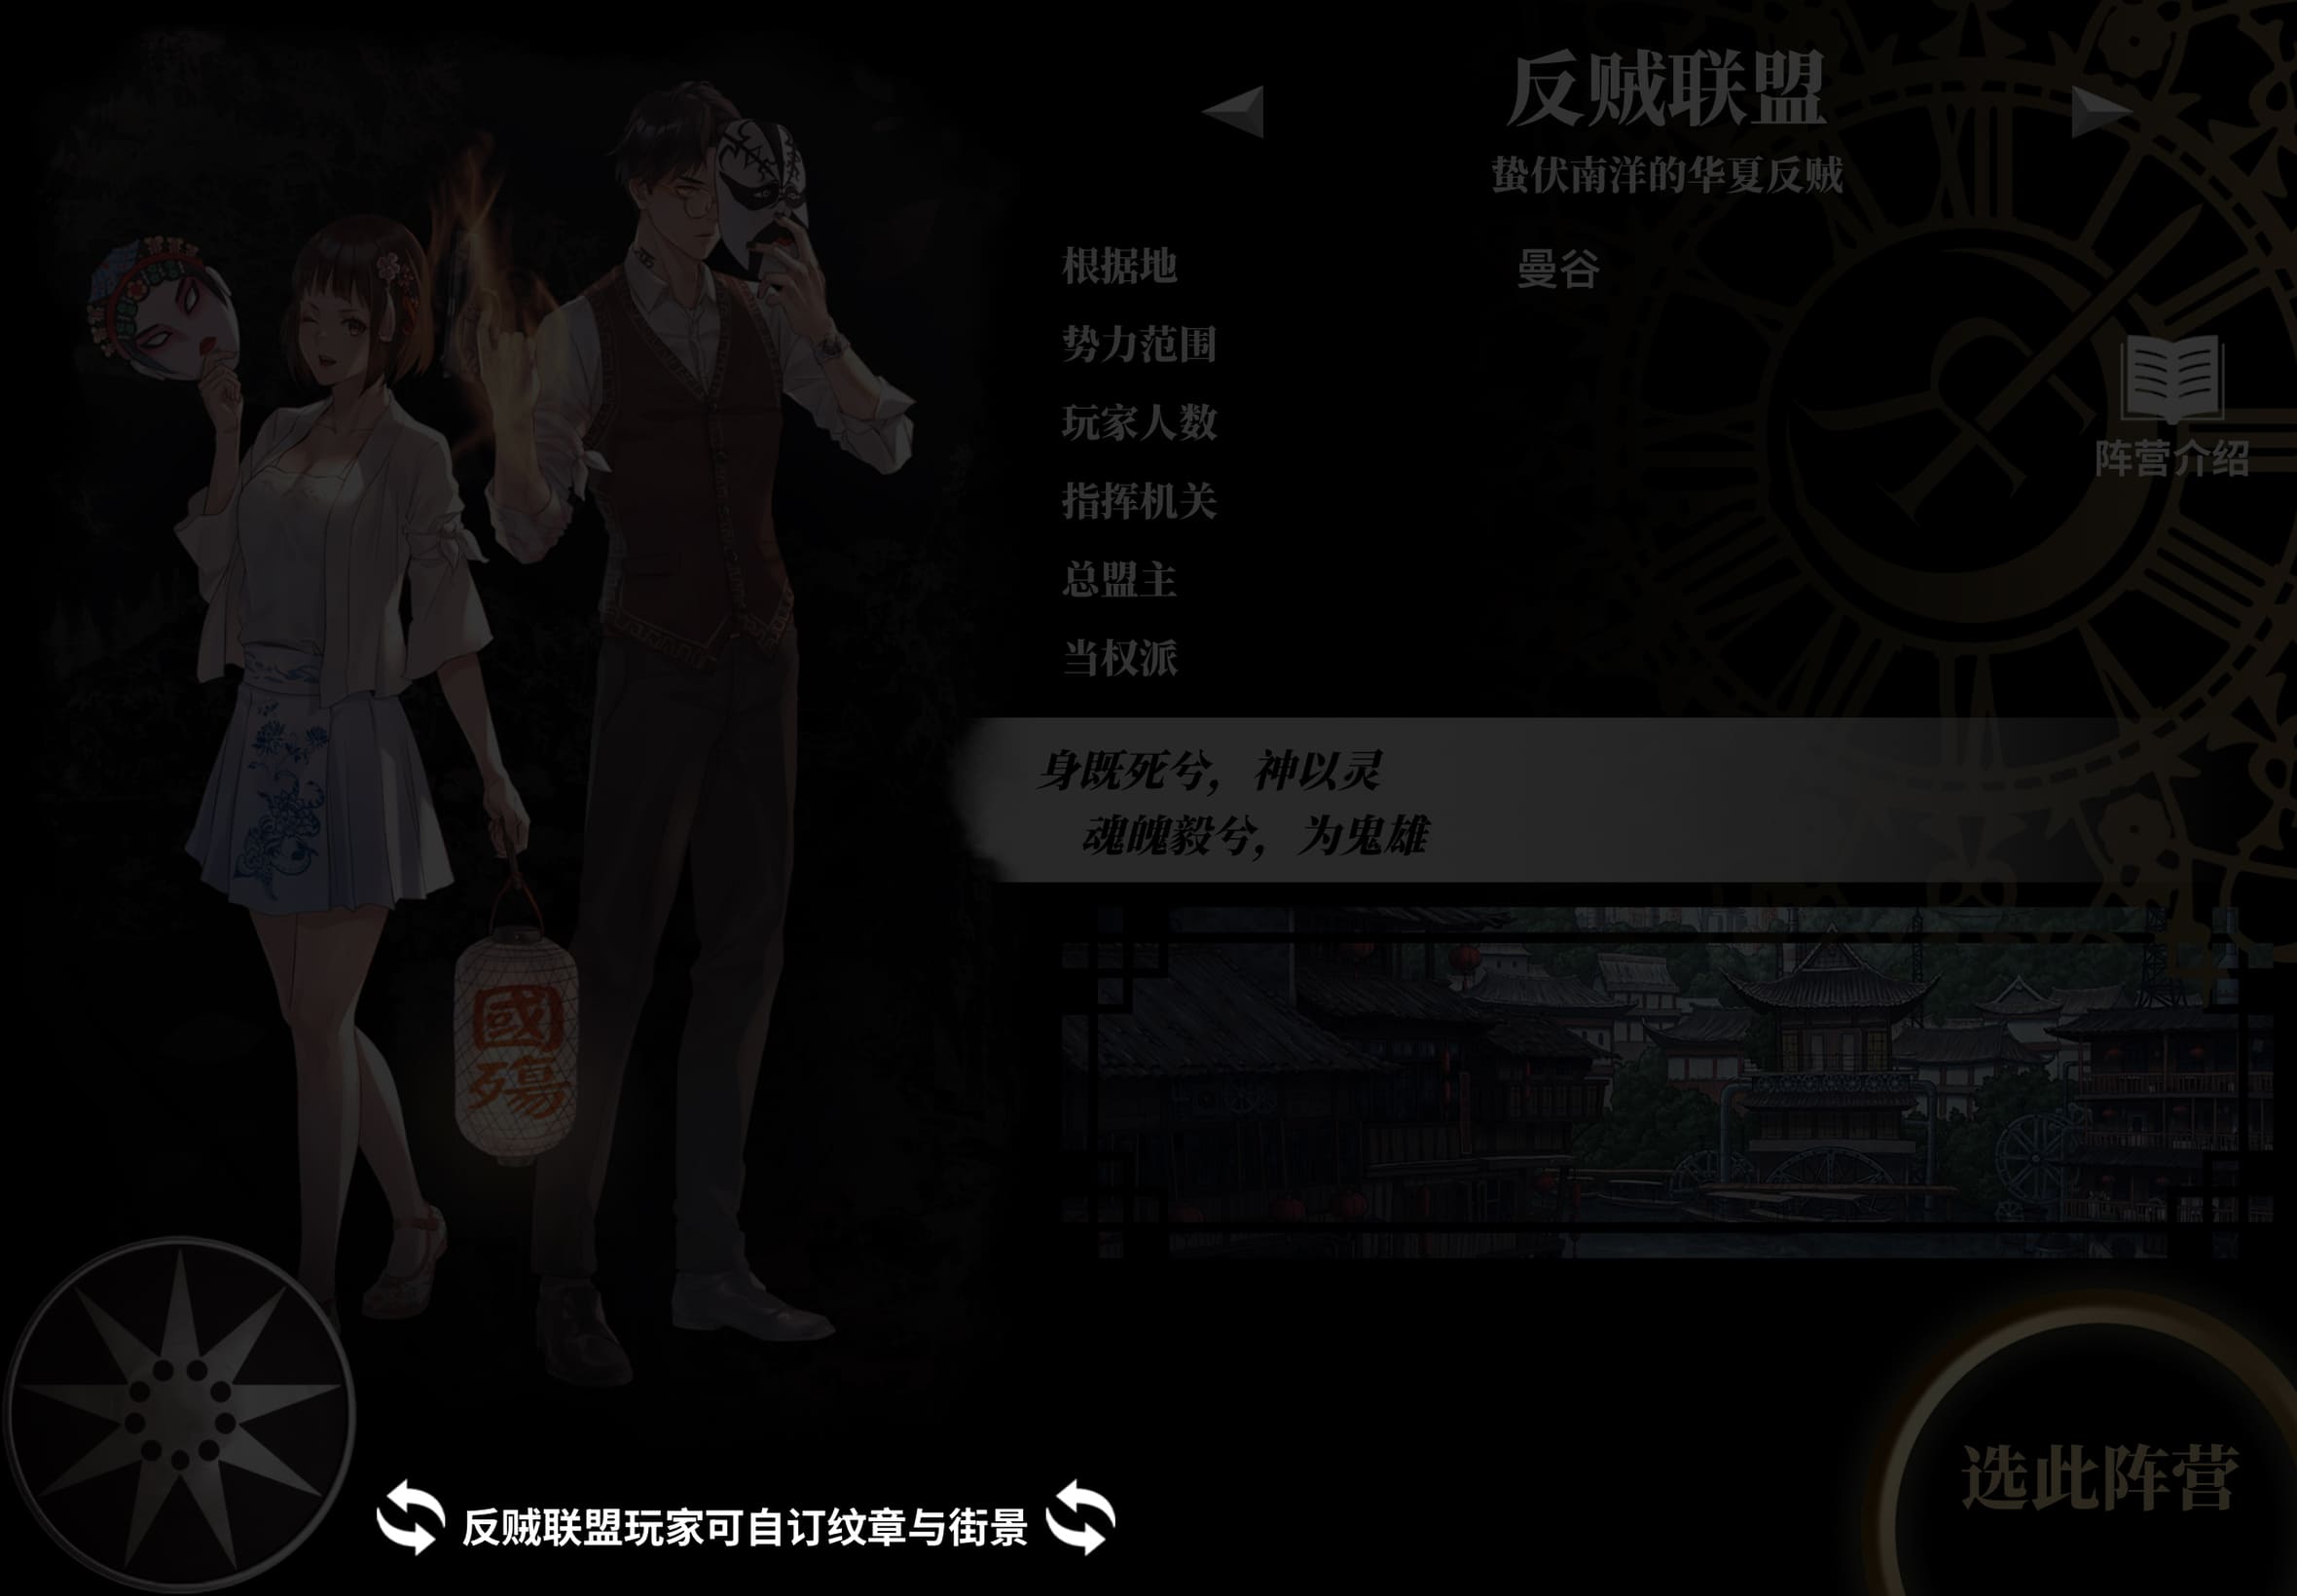 反贼联盟
蛰伏南洋的华夏反贼
根据地 曼谷
势力范围
玩家人数
指挥机关
总盟主
当权派
阵营介绍
身既死兮，神以灵
魂魄毅兮，为鬼雄
國殤
选此阵营
反贼联盟玩家可自订纹章与街景